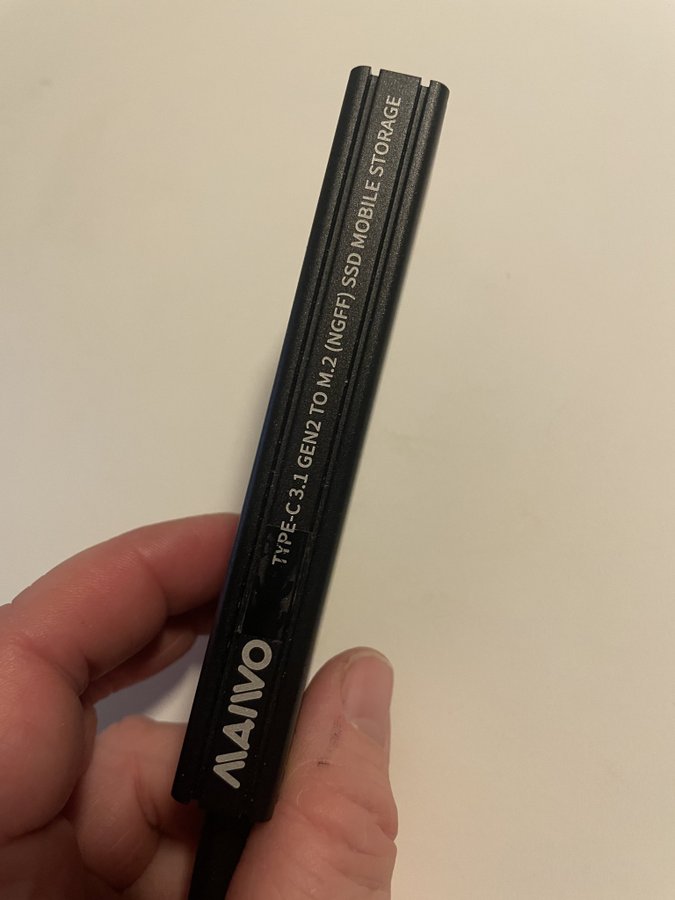 MAIWO
TYPE-C 3.1 GEN2 TO M.2 (NGFF) SSD MOBILE STORAGE